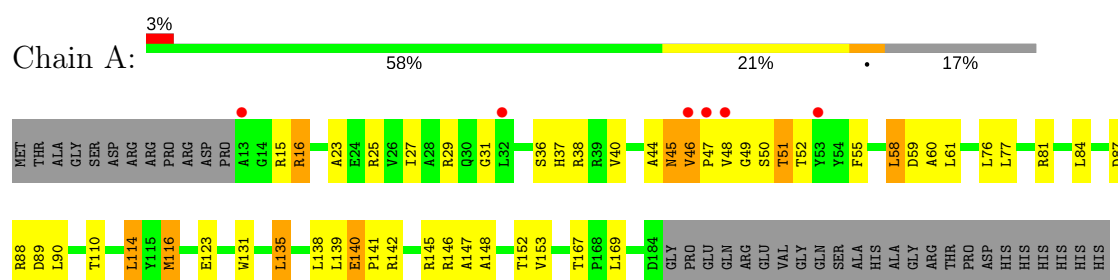 3%
Chain A:
58% 21% • 17%
MET THR ALA GLY SER ASP ARG ARG PRO ARG ASP PRO A13 G14 R15 R16 A23 E24 R25 V26 I27 A28 R29 Q30 G31 L32 S36 H37 R38 R39 V40 A44 N45 V46 P47 V48 G49 S50 T51 T52 Y53 Y54 F55 L58 D59 A60 L61 L76 L77 R81 L84 D87
R88 D89 L90 T110 L114 Y115 M116 E123 W131 L135 L138 L139 E140 P141 R142 R145 R146 A147 A148 T152 V153 T167 P168 L169 D184 GLY PRO GLU GLN ARG GLU VAL GLY GLN SER ALA HIS ALA GLY ARG THR PRO ASP HIS HIS HIS HIS HIS HIS